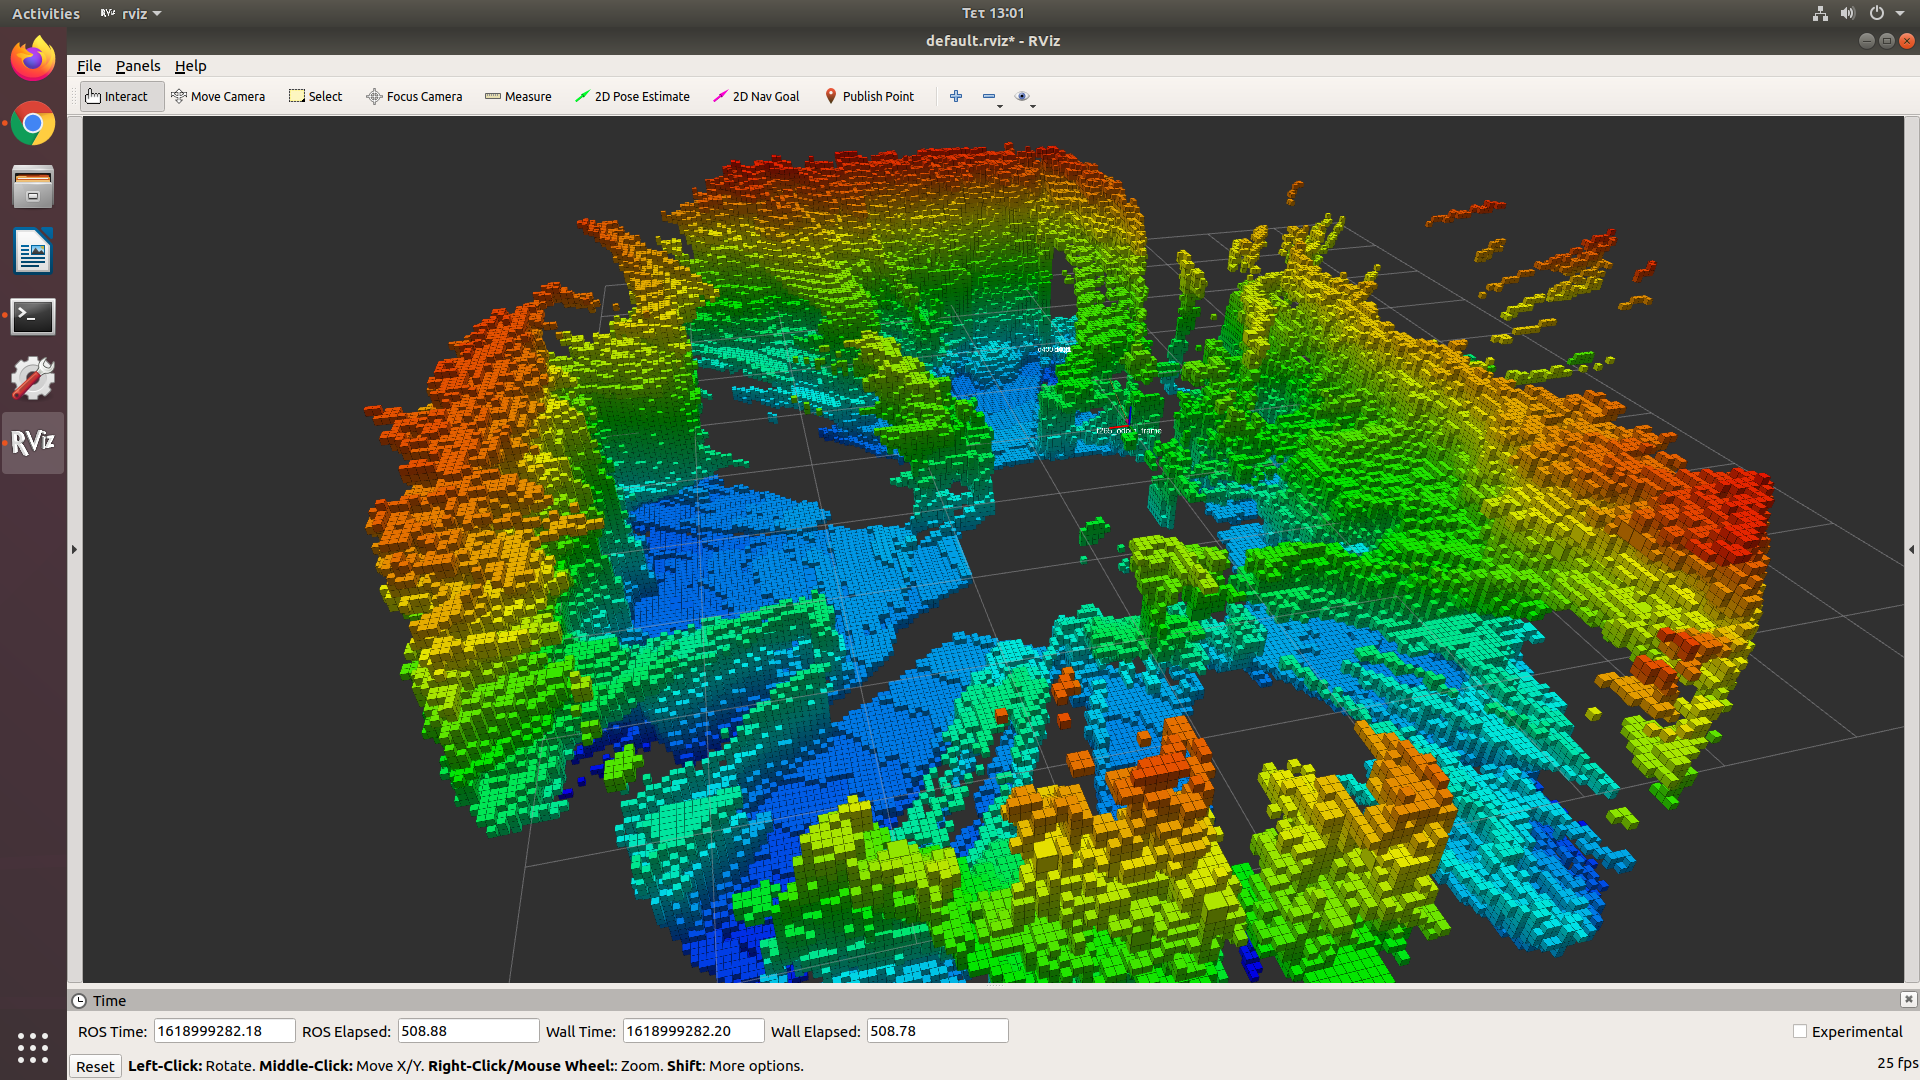 Activities RViz rviz Τετ 13:01
default.rviz* - RViz
File Panels Help
Interact Move Camera Select Focus Camera Measure 2D Pose Estimate 2D Nav Goal Publish Point
RViz
Time
ROS Time: 1618999282.18 ROS Elapsed: 508.88 Wall Time: 1618999282.20 Wall Elapsed: 508.78 Experimental
Reset Left-Click: Rotate. Middle-Click: Move X/Y. Right-Click/Mouse Wheel:: Zoom. Shift: More options. 25 fps